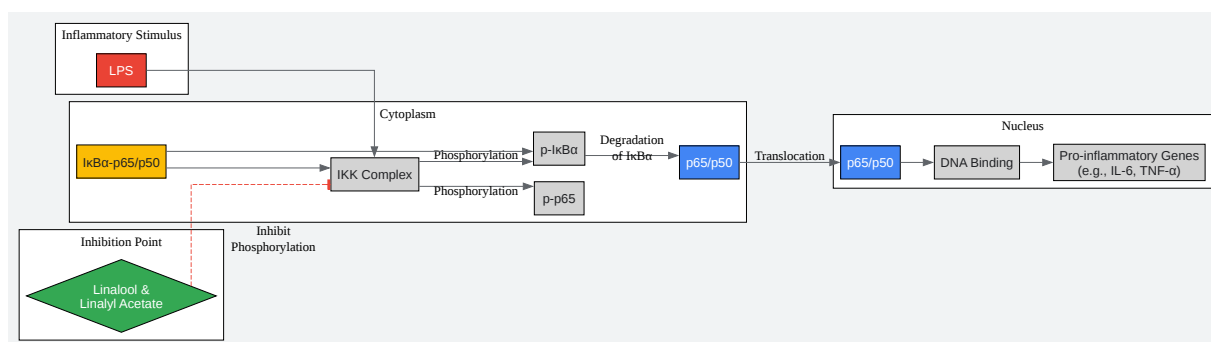 Inflammatory Stimulus
LPS
Cytoplasm
IκBα-p65/p50
IKK Complex
Phosphorylation
Phosphorylation
p-IκBα
p-p65
Degradation
of IκBα
p65/p50
Translocation
Nucleus
p65/p50
DNA Binding
Pro-inflammatory Genes
(e.g., IL-6, TNF-α)
Inhibit
Phosphorylation
Inhibition Point
Linalool &
Linalyl Acetate